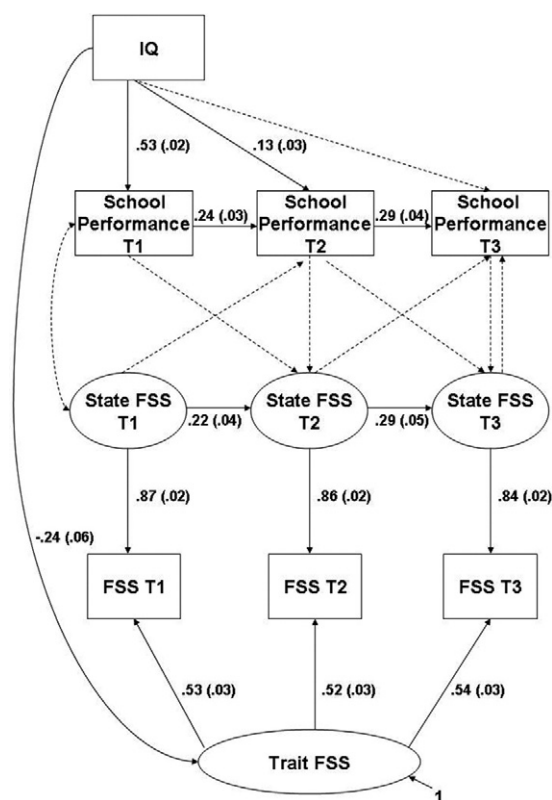 IQ
.53 (.02)
.13 (.03)
School
Performance
T1
.24 (.03)
School
Performance
T2
.29 (.04)
School
Performance
T3
State FSS
T1
.22 (.04)
State FSS
T2
.29 (.05)
State FSS
T3
.87 (.02)
.86 (.02)
.84 (.02)
-.24 (.06)
FSS T1
FSS T2
FSS T3
.53 (.03)
.52 (.03)
.54 (.03)
Trait FSS
1